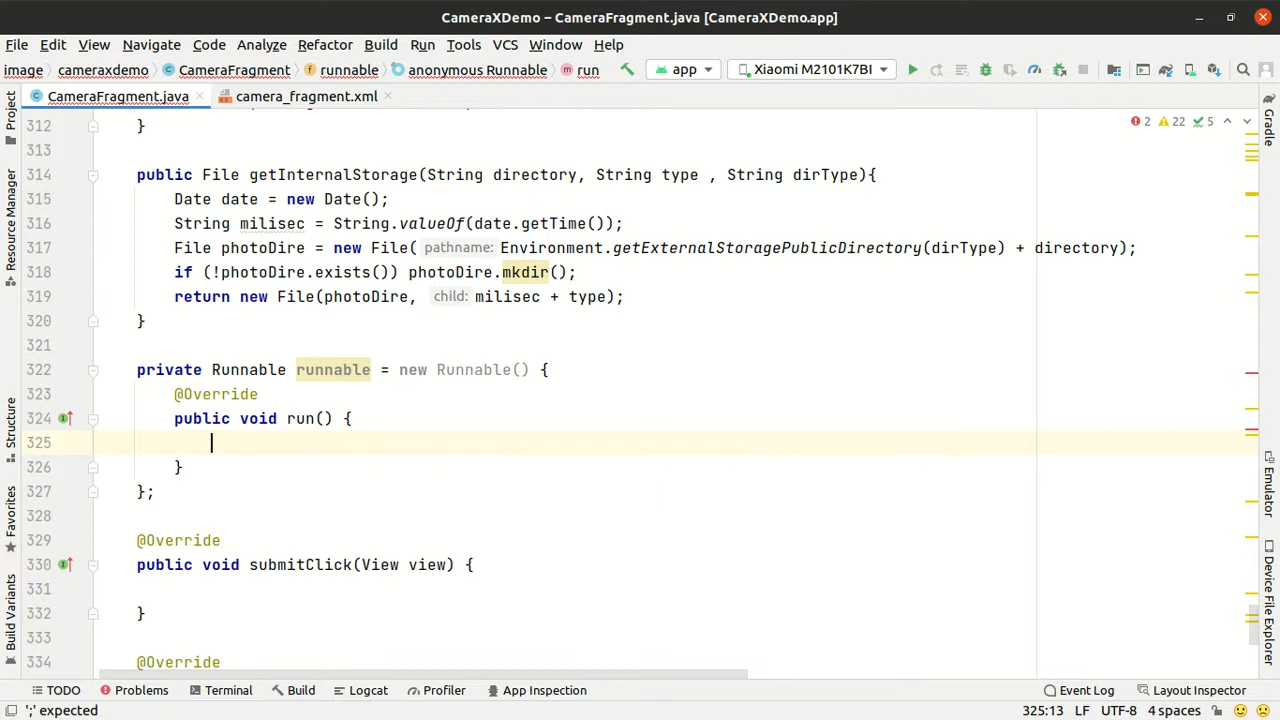 CameraXDemo – CameraFragment.java [CameraXDemo.app]
File Edit View Navigate Code Analyze Refactor Build Run Tools VCS Window Help
image cameraxdemo CameraFragment runnable anonymous Runnable run app Xiaomi M2101K7BI
CameraFragment.java camera_fragment.xml
2 22 5
312 }
313
314 public File getInternalStorage(String directory, String type , String dirType){
315 Date date = new Date();
316 String milisec = String.valueOf(date.getTime());
317 File photoDire = new File( pathname: Environment.getExternalStoragePublicDirectory(dirType) + directory);
318 if (!photoDire.exists()) photoDire.mkdir();
319 return new File(photoDire, child: milisec + type);
320 }
321
322 private Runnable runnable = new Runnable() {
323 @Override
324 public void run() {
325
326 }
327 };
328
329 @Override
330 public void submitClick(View view) {
331
332 }
333
334 @Override
Project
Resource Manager
Structure
Favorites
Build Variants
Gradle
Emulator
Device File Explorer
TODO Problems Terminal Build Logcat Profiler App Inspection Event Log Layout Inspector
';' expected 325:13 LF UTF-8 4 spaces